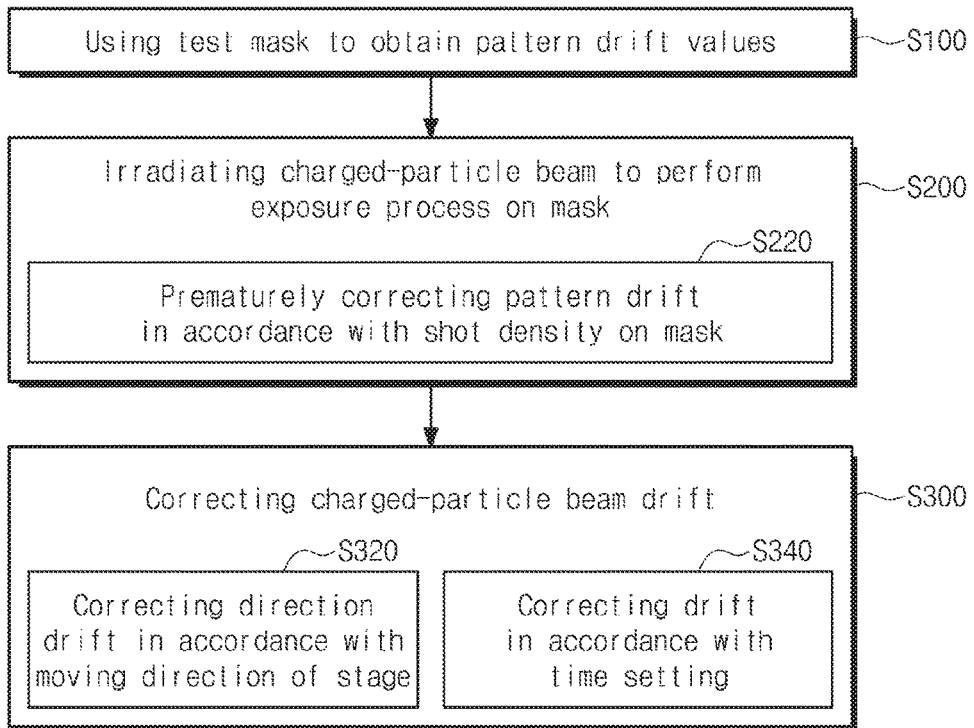 Using test mask to obtain pattern drift values
S100
Irradiating charged-particle beam to perform
exposure process on mask
S200
S220
Prematurely correcting pattern drift
in accordance with shot density on mask
Correcting charged-particle beam drift
S300
S320
Correcting direction
drift in accordance with
moving direction of stage
S340
Correcting drift
in accordance with
time setting